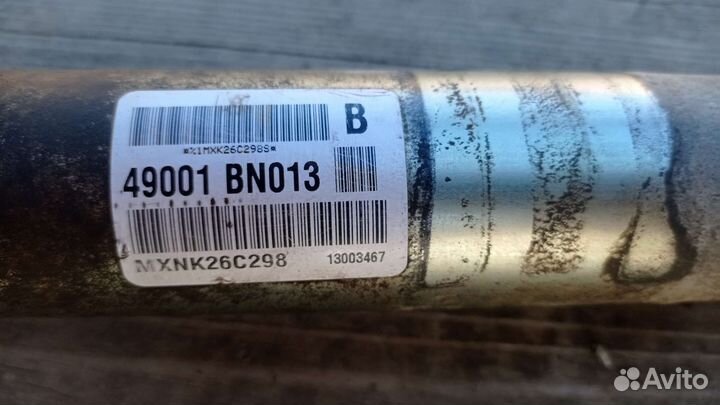 B
*%1MXK26C298S*
49001 BN013
MXNK26C298
13003467
Avito